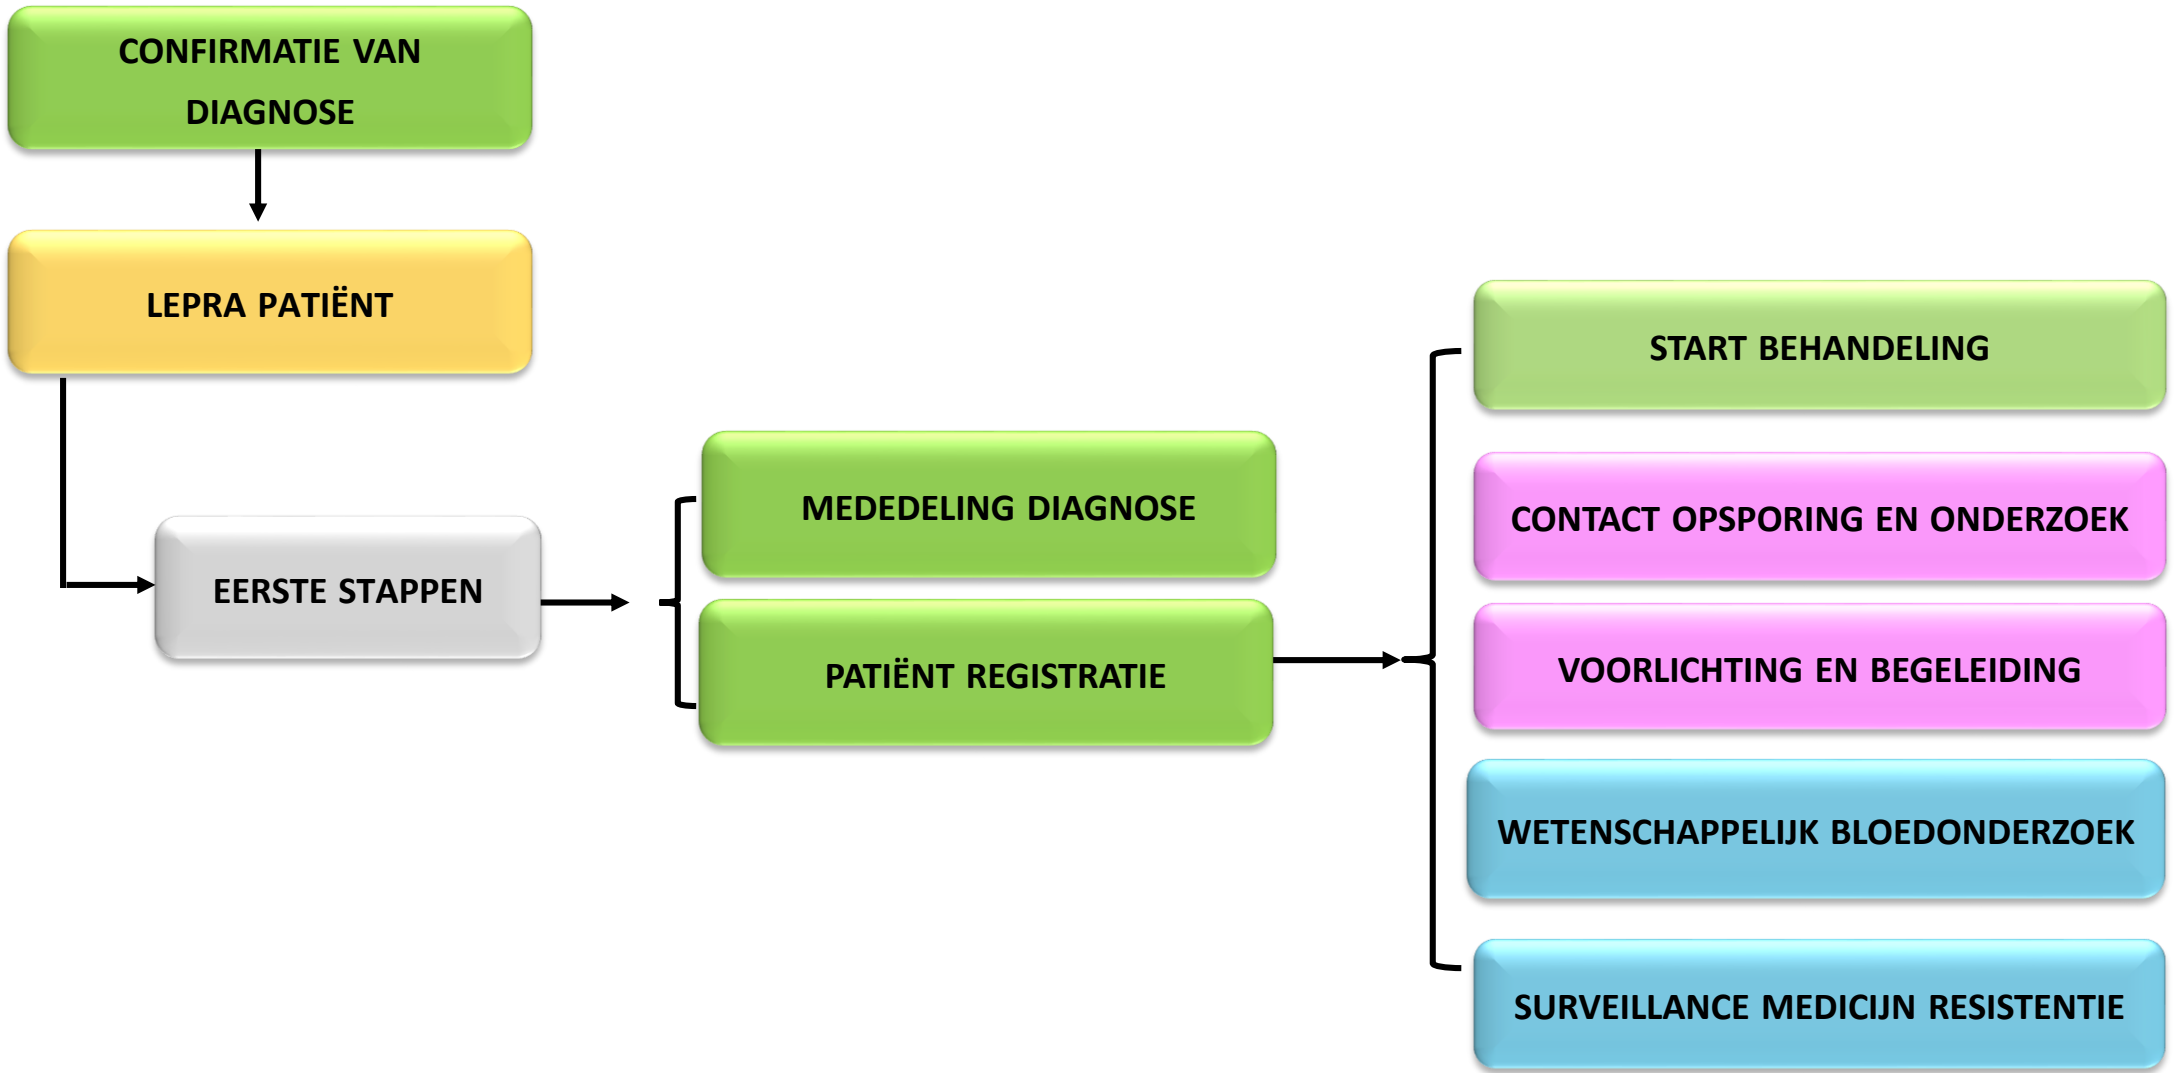 CONFIRMATIE VAN
DIAGNOSE
LEPRA PATIËNT
EERSTE STAPPEN
MEDEDELING DIAGNOSE
PATIËNT REGISTRATIE
START BEHANDELING
CONTACT OPSPORING EN ONDERZOEK
VOORLICHTING EN BEGELEIDING
WETENSCHAPPELIJK BLOEDONDERZOEK
SURVEILLANCE MEDICIJN RESISTENTIE